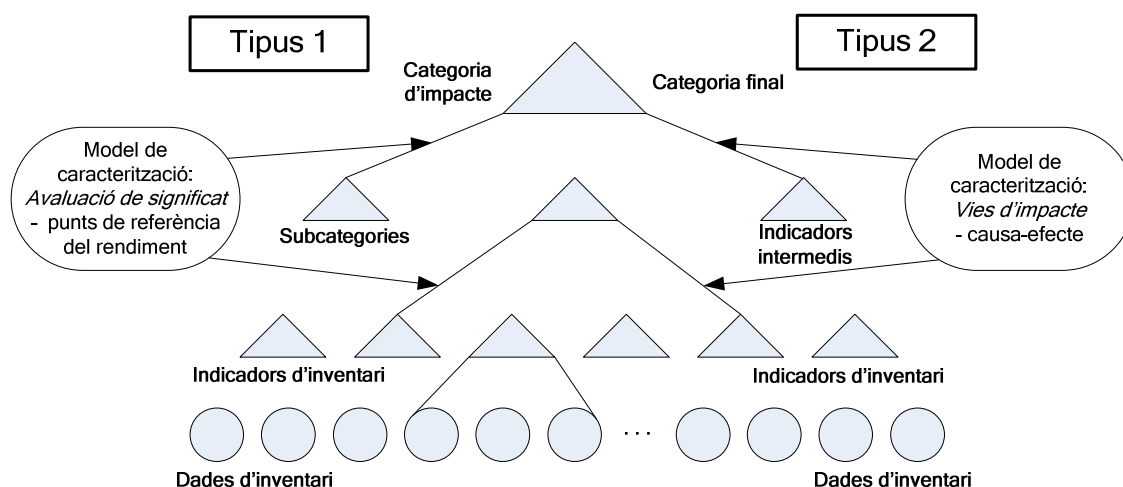 Tipus 1
Tipus 2
Categoria
d’impacte
Categoria final
Model de
caracterització:
Avaluació de significat
- punts de referència
del rendiment
Model de
caracterització:
Vies d’impacte
- causa-efecte
Subcategories
Indicadors
intermedis
Indicadors d’inventari
Indicadors d’inventari
...
Dades d’inventari
Dades d’inventari